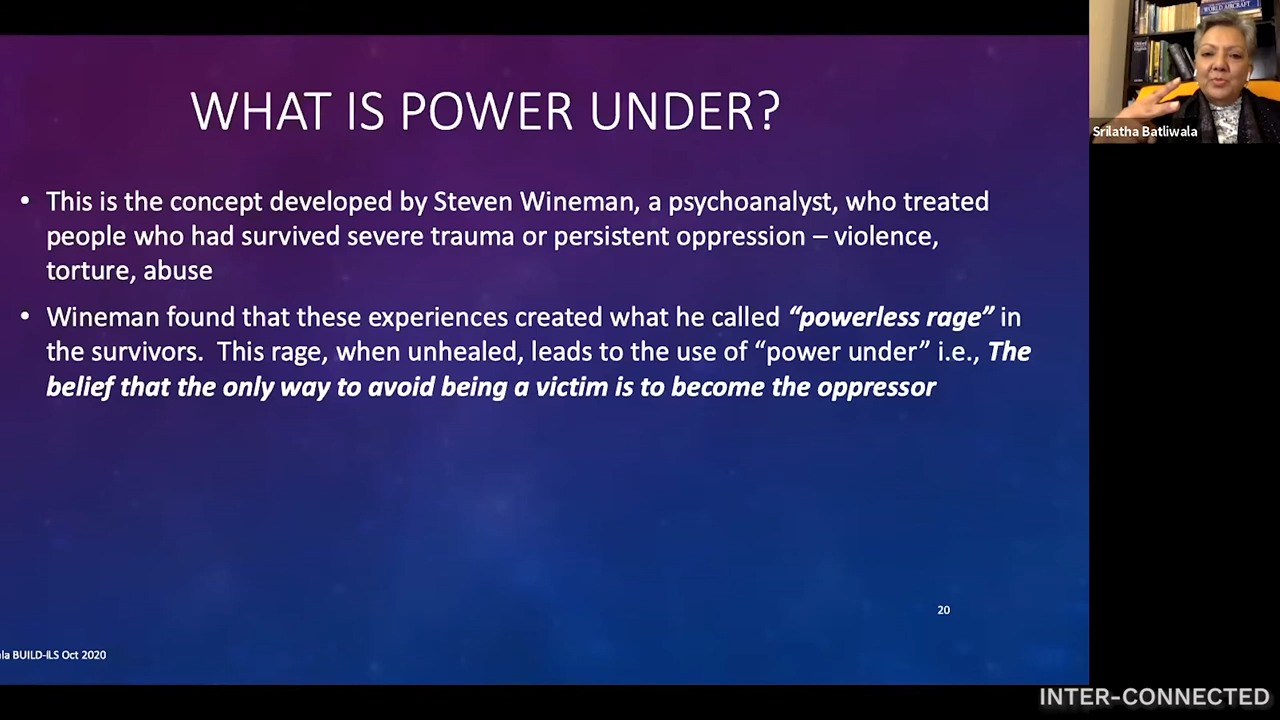 WHAT IS POWER UNDER?
• This is the concept developed by Steven Wineman, a psychoanalyst, who treated
people who had survived severe trauma or persistent oppression – violence,
torture, abuse
• Wineman found that these experiences created what he called “powerless rage” in
the survivors.  This rage, when unhealed, leads to the use of “power under” i.e., The
belief that the only way to avoid being a victim is to become the oppressor
20
la BUILD-ILS Oct 2020
WORLD AIRCRAFT
Srilatha Batliwala
INTER-CONNECTED